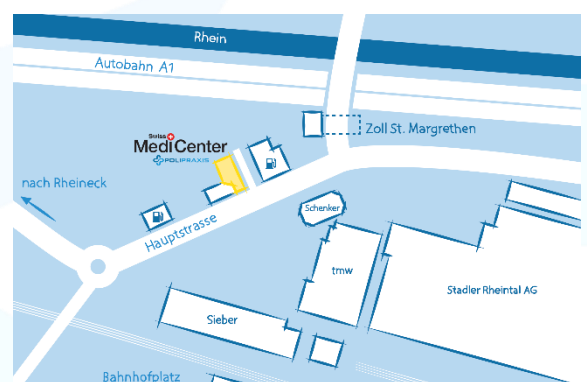 Rhein
Autobahn A1
Swiss
MediCenter
POLIPRAXIS
Zoll St. Margrethen
nach Rheineck
Hauptstrasse
Schenker
tmw
Stadler Rheintal AG
Sieber
Bahnhofplatz